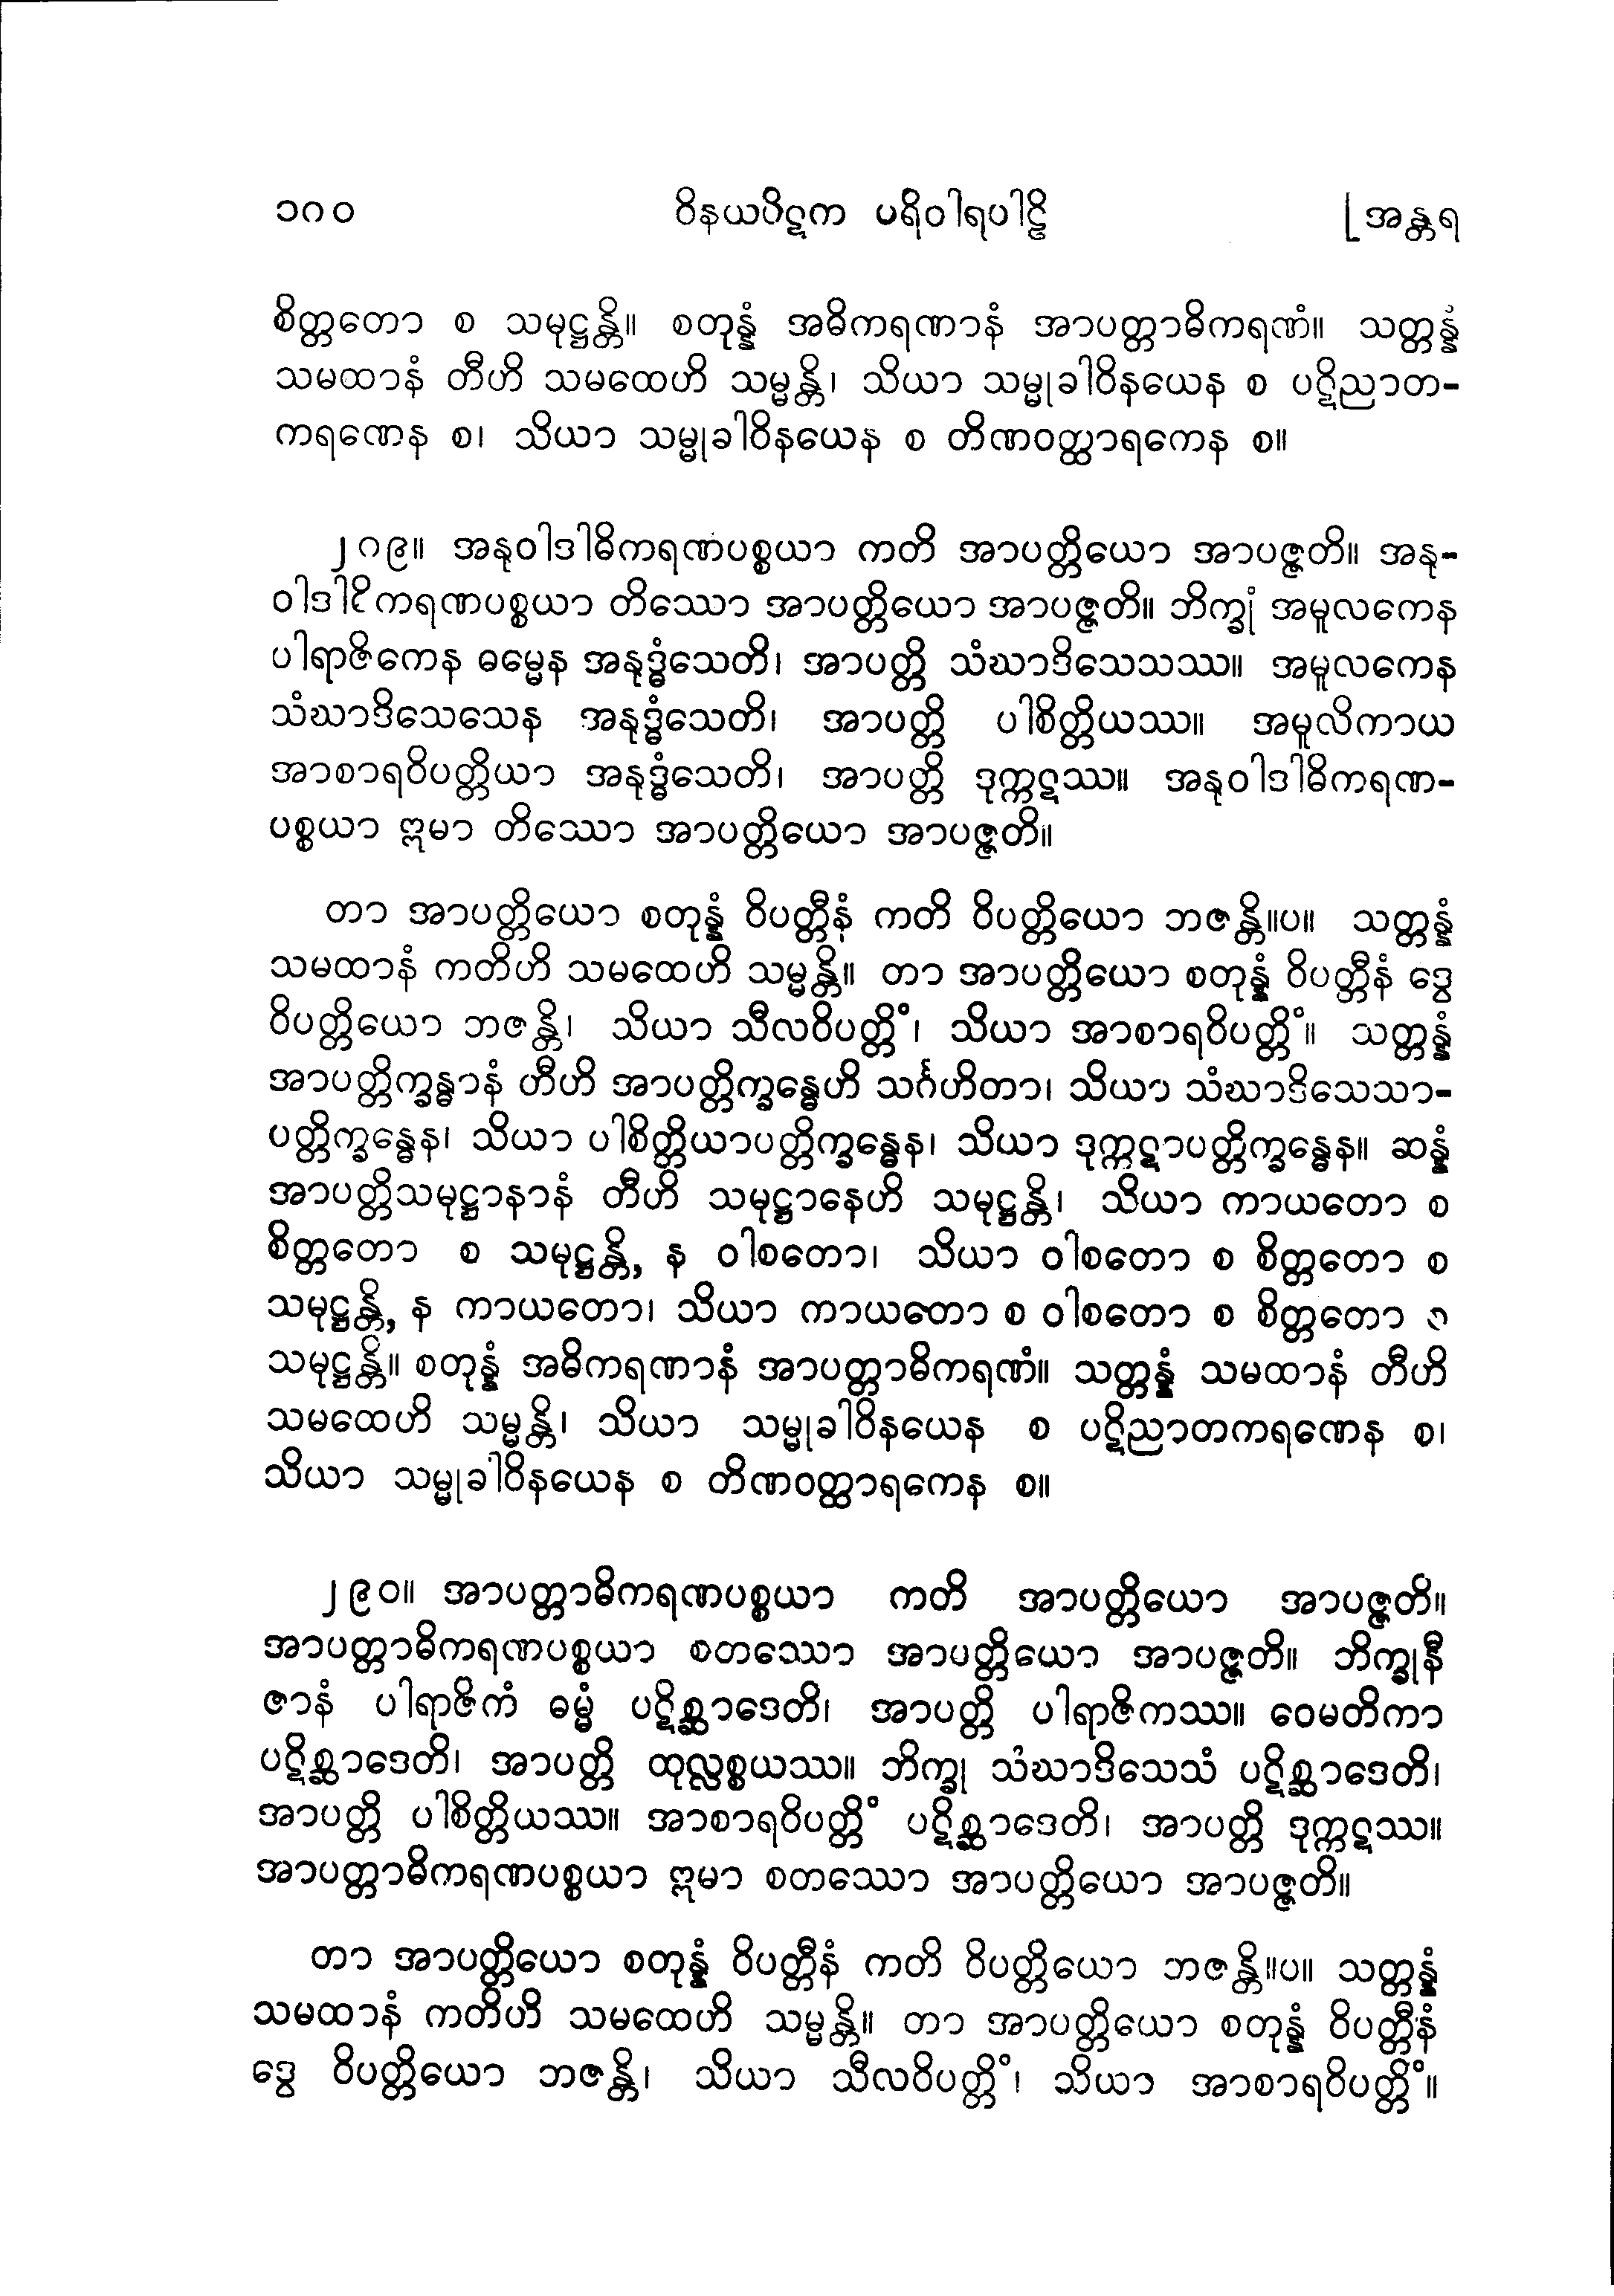 ၁၈၀ ဝိနယပိဋက ပရိဝါရပါဠိ [အန္တရ
စိတ္တတော စ သမုဋ္ဌန္တိ။ စတုန္နံ အဓိကရဏာနံ အာပတ္တာဓိကရဏံ။ သတ္တန္နံ
သမထာနံ တီဟိ သမထေဟိ သမ္မန္တိ၊ သိယာ သမ္မုခါဝိနယေန စ ပဋိညာတ-
ကရဏေန စ၊ သိယာ သမ္မုခါဝိနယေန စ တိဏဝတ္ထာရကေန စ။
၂၈၉။ အနုဝါဒါဓိကရဏပစ္စယာ ကတိ အာပတ္တိယော အာပဇ္ဇတိ။ အနု-
ဝါဒါဓိကရဏပစ္စယာ တိဿော အာပတ္တိယော အာပဇ္ဇတိ။ ဘိက္ခုံ အမူလကေန
ပါရာဇိကေန ဓမ္မေန အနုဒ္ဓံသေတိ၊ အာပတ္တိ သံဃာဒိသေသဿ။ အမူလကေန
သံဃာဒိသေသေန အနုဒ္ဓံသေတိ၊ အာပတ္တိ ပါစိတ္တိယဿ။ အမူလိကာယ
အာစာရဝိပတ္တိယာ အနုဒ္ဓံသေတိ၊ အာပတ္တိ ဒုက္ကဋဿ။ အနုဝါဒါဓိကရဏ-
ပစ္စယာ ဣမာ တိဿော အာပတ္တိယော အာပဇ္ဇတိ။
တာ အာပတ္တိယော စတုန္နံ ဝိပတ္တီနံ ကတိ ဝိပတ္တိယော ဘဇန္တိ။ပ။ သတ္တန္နံ
သမထာနံ ကတိဟိ သမထေဟိ သမ္မန္တိ။ တာ အာပတ္တိယော စတုန္နံ ဝိပတ္တီနံ ဒွေ
ဝိပတ္တိယော ဘဇန္တိ၊ သိယာ သီလဝိပတ္တိံ၊ သိယာ အာစာရဝိပတ္တိံ။ သတ္တန္နံ
အာပတ္တိက္ခန္ဓာနံ တီဟိ အာပတ္တိက္ခန္ဓေဟိ သင်္ဂဟိတာ၊ သိယာ သံဃာဒိသေသာ-
ပတ္တိက္ခန္ဓေန၊ သိယာ ပါစိတ္တိယာပတ္တိက္ခန္ဓေန၊ သိယာ ဒုက္ကဋာပတ္တိက္ခန္ဓေန။ ဆန္နံ
အာပတ္တိသမုဋ္ဌာနာနံ တီဟိ သမုဋ္ဌာနေဟိ သမုဋ္ဌန္တိ၊ သိယာ ကာယတော စ
စိတ္တတော စ သမုဋ္ဌန္တိ, န ဝါစတော၊ သိယာ ဝါစတော စ စိတ္တတော စ
သမုဋ္ဌန္တိ, န ကာယတော၊ သိယာ ကာယတော စ ဝါစတော စ စိတ္တတော စ
သမုဋ္ဌန္တိ။ စတုန္နံ အဓိကရဏာနံ အာပတ္တာဓိကရဏံ။ သတ္တန္နံ သမထာနံ တီဟိ
သမထေဟိ သမ္မန္တိ၊ သိယာ သမ္မုခါဝိနယေန စ ပဋိညာတကရဏေန စ၊
သိယာ သမ္မုခါဝိနယေန စ တိဏဝတ္ထာရကေန စ။
၂၉၀။ အာပတ္တာဓိကရဏပစ္စယာ ကတိ အာပတ္တိယော အာပဇ္ဇတိ။
အာပတ္တာဓိကရဏပစ္စယာ စတဿော အာပတ္တိယော အာပဇ္ဇတိ။ ဘိက္ခုနီ
ဇာနံ ပါရာဇိကံ ဓမ္မံ ပဋိစ္ဆာဒေတိ၊ အာပတ္တိ ပါရာဇိကဿ။ ဝေမတိကာ
ပဋိစ္ဆာဒေတိ၊ အာပတ္တိ ထုလ္လစ္စယဿ။ ဘိက္ခု သံဃာဒိသေသံ ပဋိစ္ဆာဒေတိ၊
အာပတ္တိ ပါစိတ္တိယဿ။ အာစာရဝိပတ္တိံ ပဋိစ္ဆာဒေတိ၊ အာပတ္တိ ဒုက္ကဋဿ။
အာပတ္တာဓိကရဏပစ္စယာ ဣမာ စတဿော အာပတ္တိယော အာပဇ္ဇတိ။
တာ အာပတ္တိယော စတုန္နံ ဝိပတ္တီနံ ကတိ ဝိပတ္တိယော ဘဇန္တိ။ပ။ သတ္တန္နံ
သမထာနံ ကတိဟိ သမထေဟိ သမ္မန္တိ။ တာ အာပတ္တိယော စတုန္နံ ဝိပတ္တီနံ
ဒွေ ဝိပတ္တိယော ဘဇန္တိ၊ သိယာ သီလဝိပတ္တိံ၊ သိယာ အာစာရဝိပတ္တိံ။